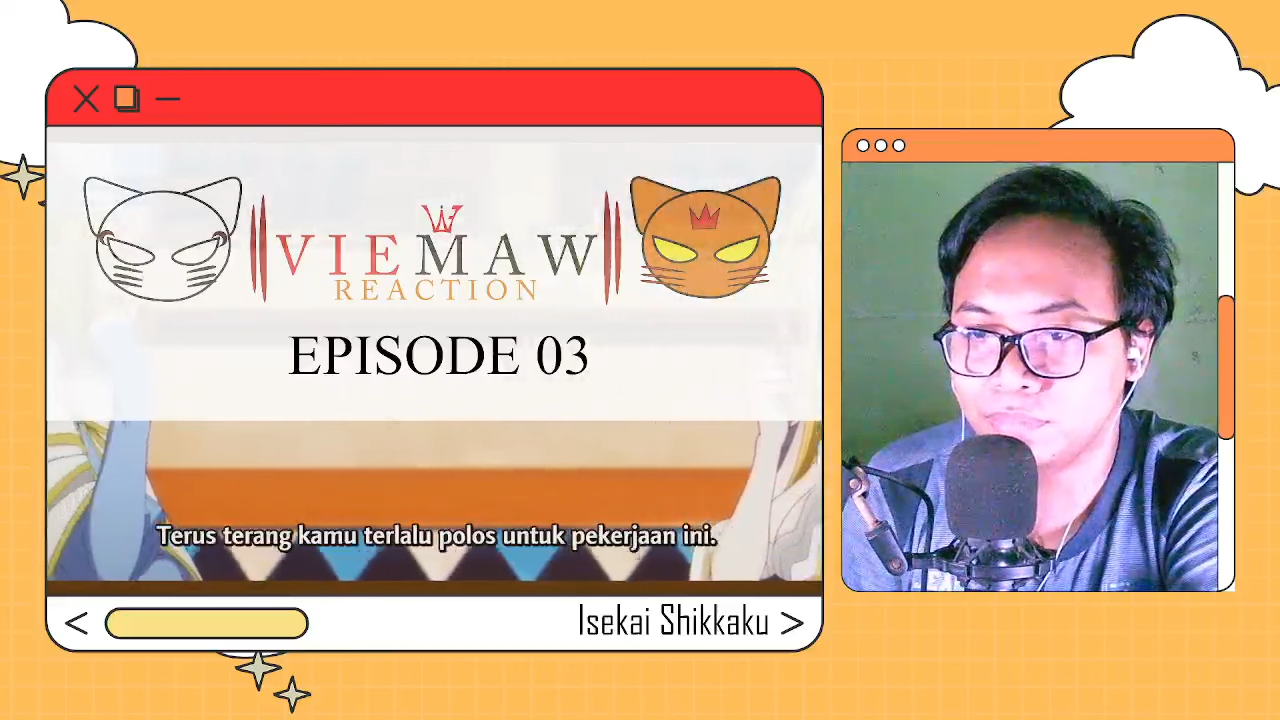 VIEMAW
REACTION
EPISODE 03
Terus terang kamu terlalu polos untuk pekerjaan ini.
Isekai Shikkaku